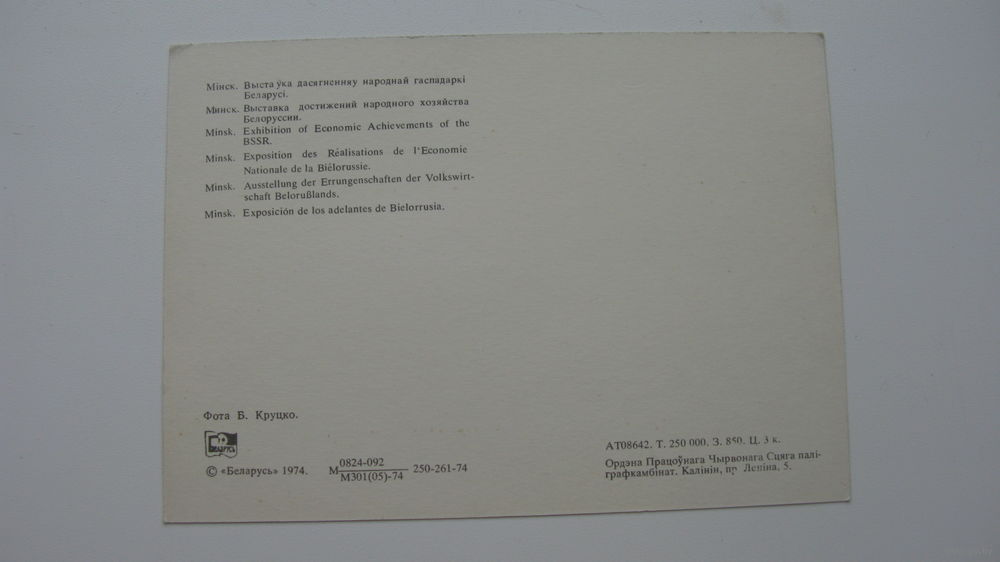 Мінск. Выстаўка дасягненняу народнай гаспадаркі
Беларусі.
Минск. Выставка достижений народного хозяйства
Белоруссии.
Minsk. Exhibition of Economic Achievements of the
BSSR.
Minsk. Exposition des Réalisations de l'Economie
Nationale de la Biélorussie.
Minsk. Ausstellung der Errungenschaften der Volkswirt-
schaft Belorußlands.
Minsk. Exposición de los adelantes de Bielorrusia.
Фота Б. Круцко.
БЕЛАРУСЬ
© «Беларусь» 1974.
М 0824-092
М301(05)-74 250-261-74
АТ08642. Т. 250 000. З. 850. Ц. 3 к.
Ордэна Працоўнага Чырвонага Сцяга палі-
графкамбінат. Калінін, пр Леніна, 5.